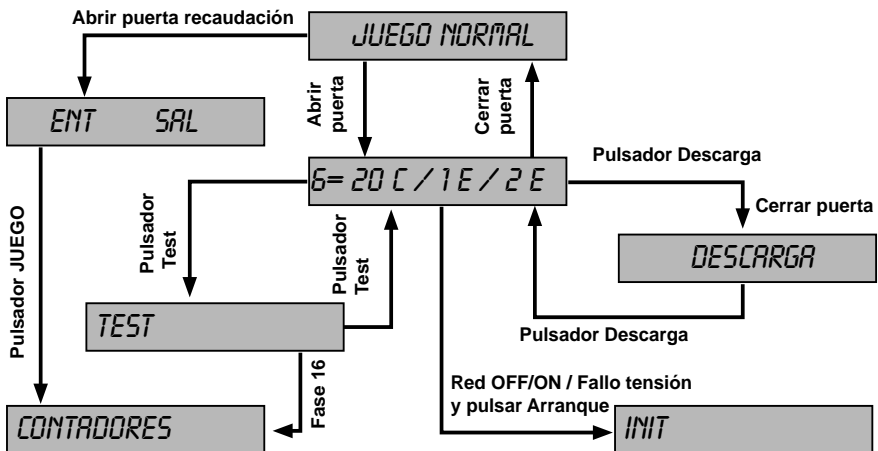 Abrir puerta recaudación
JUEGO NORMAL
ENT SAL
Abrir
puerta
Cerrar
puerta
Pulsador Descarga
6= 20 C / 1 E / 2 E
Cerrar puerta
Pulsador JUEGO
Pulsador
Test
Pulsador
Test
DESCARGA
TEST
Pulsador Descarga
Fase 16
Red OFF/ON / Fallo tensión
y pulsar Arranque
CONTADORES
INIT